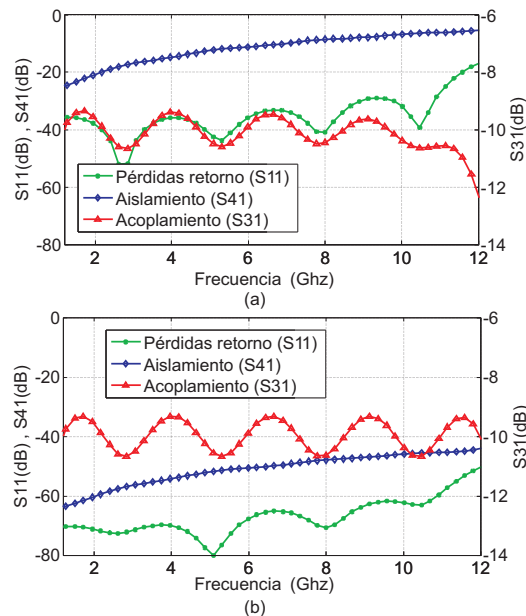 (a)
0
-20
-40
-60
-80
S11(dB), S41(dB)
-6
-8
-10
-12
-14
S31(dB)
Pérdidas retorno (S11)
Aislamiento (S41)
Acoplamiento (S31)
2
4
6
8
10
12
Frecuencia (Ghz)
(a)
0
-20
-40
-60
-80
S11(dB), S41(dB)
-6
-8
-10
-12
-14
S31(dB)
Pérdidas retorno (S11)
Aislamiento (S41)
Acoplamiento (S31)
2
4
6
8
10
12
Frecuencia (Ghz)
(b)